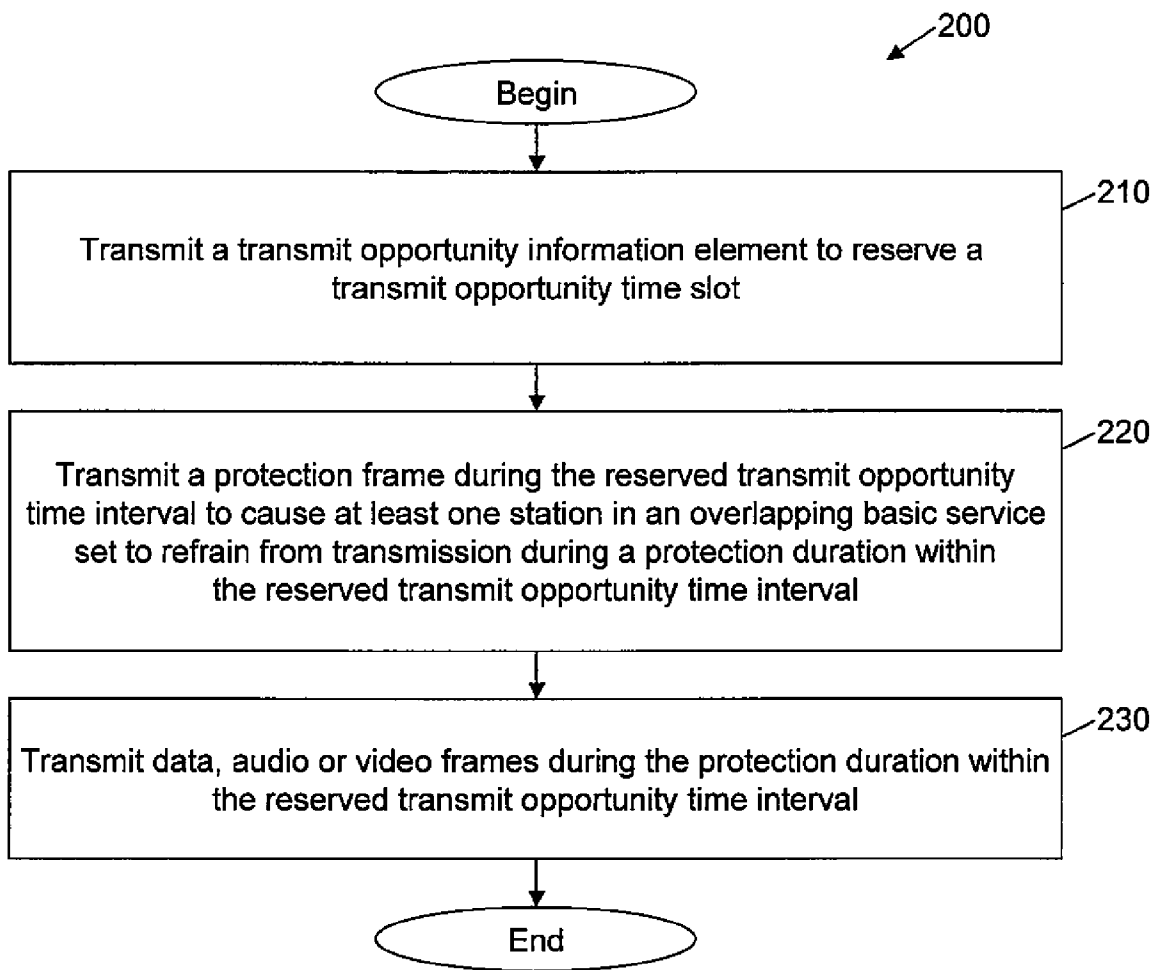 200
Begin
210
Transmit a transmit opportunity information element to reserve a
transmit opportunity time slot
220
Transmit a protection frame during the reserved transmit opportunity
time interval to cause at least one station in an overlapping basic service
set to refrain from transmission during a protection duration within
the reserved transmit opportunity time interval
230
Transmit data, audio or video frames during the protection duration within
the reserved transmit opportunity time interval
End